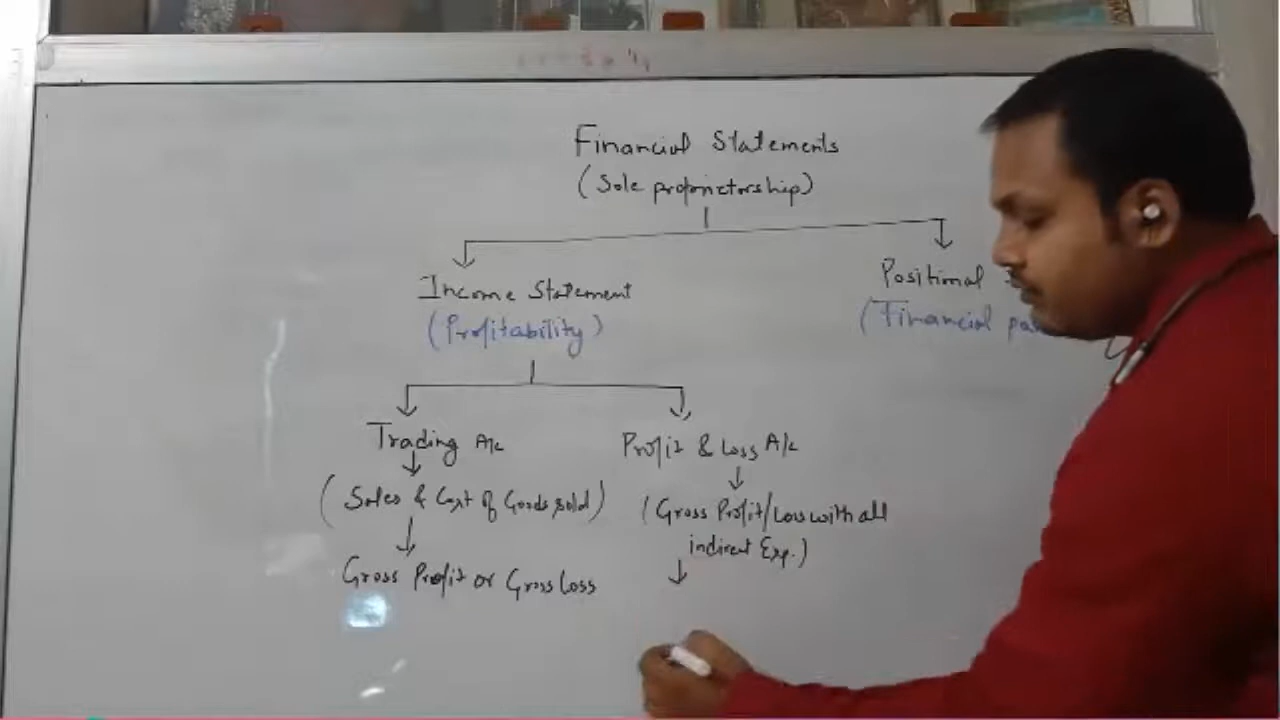 Financial Statements
(Sole proprietorship)
Income Statement
(Profitability)
Positional
(Financial
Trading A/c
Profit & Loss A/c
(Sales & Cost of Goods sold)
(Gross Profit/Loss with all
indirect Exp.)
Gross Profit or Gross Loss